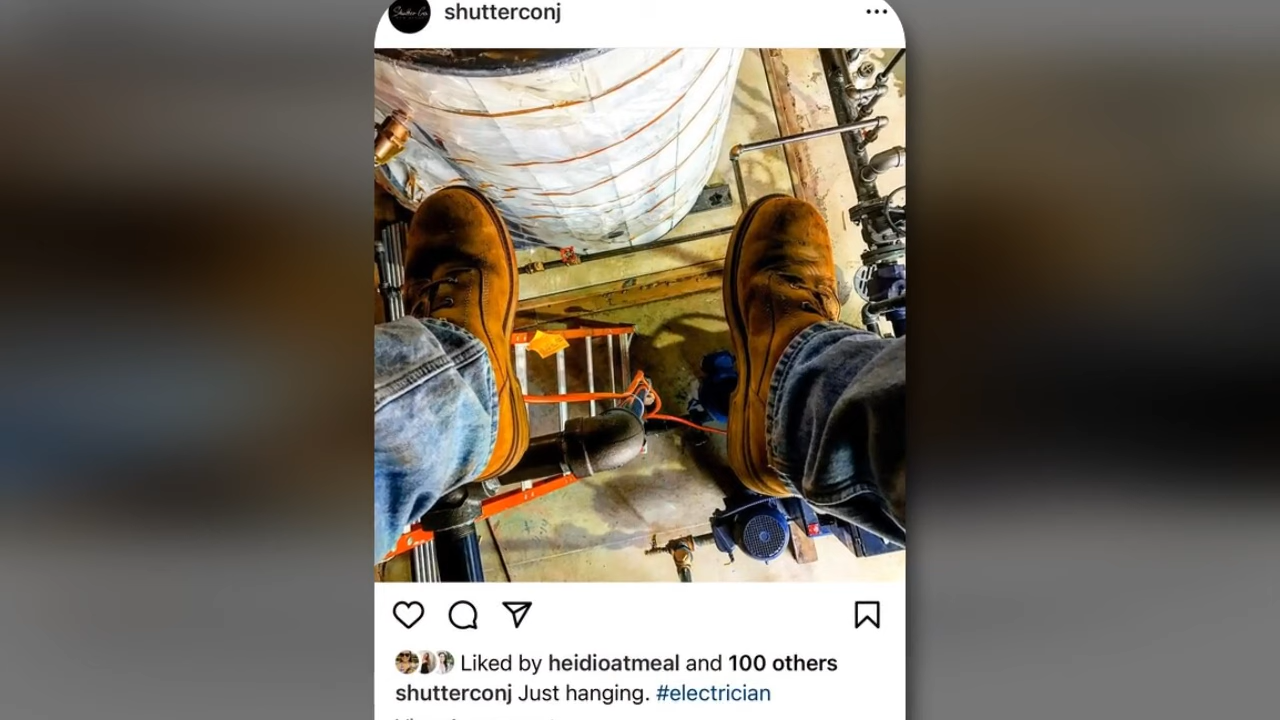 shutterconj
Liked by heidioatmeal and 100 others
shutterconj Just hanging. #electrician